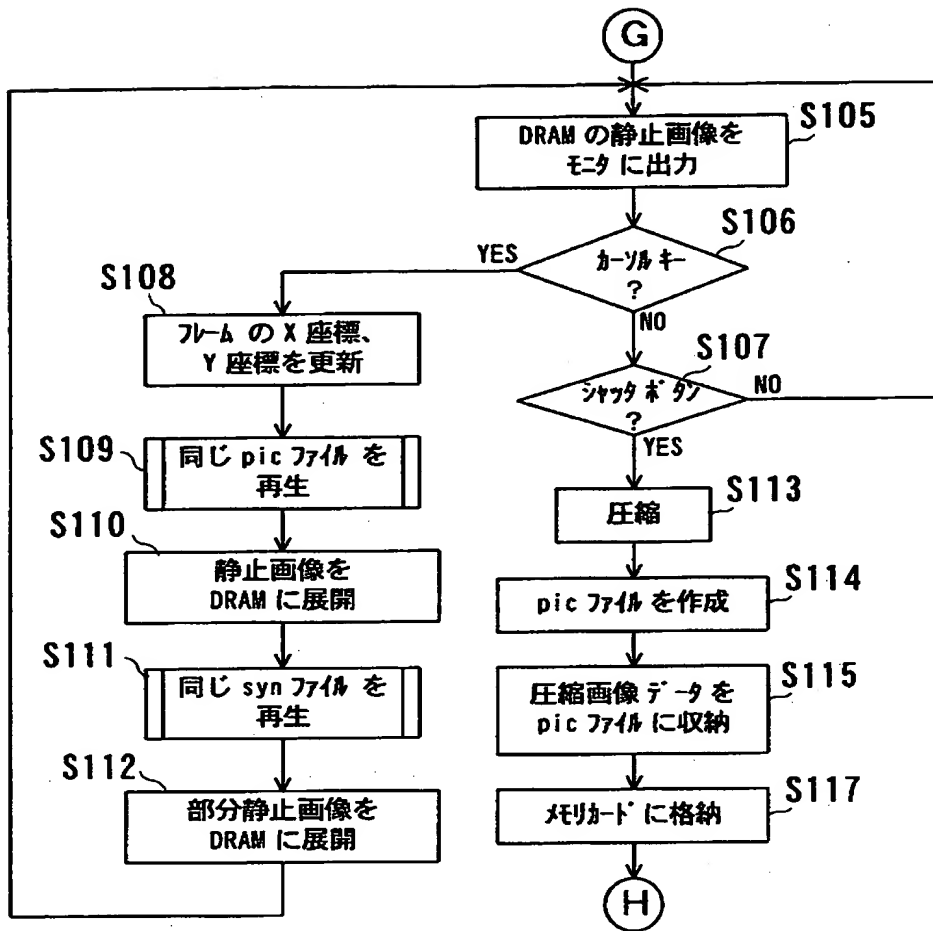 G
S105
DRAM の静止画像を
ﾓﾆﾀ に出力
S106
YES
ｶｰｿﾙ ｷｰ
?
NO
S108
ﾌﾚｰﾑ の X 座標、
Y 座標を更新
S107
ｼｬｯﾀ ﾎﾞﾀﾝ
?
NO
YES
S109
同じ pic ﾌｧｲﾙ を
再生
S113
圧縮
S110
静止画像を
DRAM に展開
S114
pic ﾌｧｲﾙ を作成
S111
同じ syn ﾌｧｲﾙ を
再生
S115
圧縮画像 ﾃﾞｰﾀを
pic ﾌｧｲﾙ に収納
S112
部分静止画像を
DRAM に展開
S117
ﾒﾓﾘｶｰﾄﾞ に格納
H